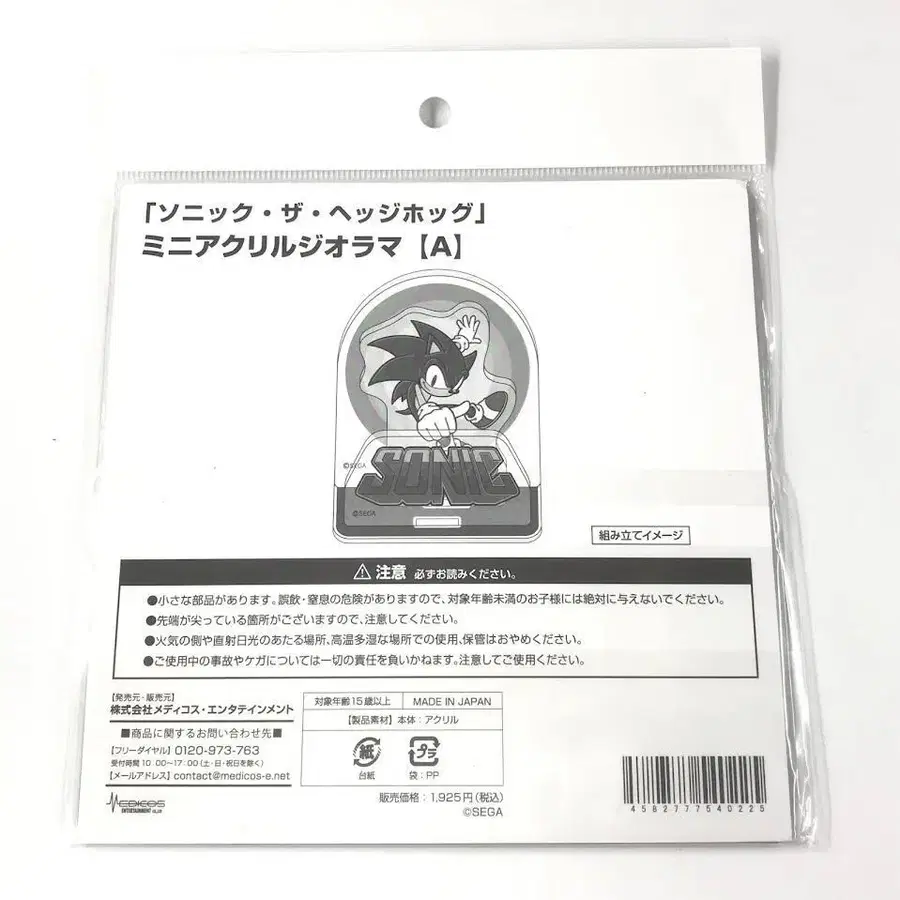 「ソニック・ザ・ヘッジホッグ」
ミニアクリルジオラマ【A】
©SEGA
SONIC
©SEGA
組み立てイメージ
⚠注意 必ずお読みください。
●小さな部品があります。誤飲・窒息の危険がありますので、対象年齢未満のお子様には絶対に与えないでください。
●先端が尖っている箇所がございますので、注意してください。
●火気の側や直射日光のあたる場所、高温多湿な場所での使用、保管はおやめください。
●ご使用中の事故やケガについては一切の責任を負いかねます。注意してご使用ください。
【発売元・販売元】
株式会社メディコス・エンタテインメント
■商品に関するお問い合わせ先■
【フリーダイヤル】0120-973-763
受付時間 10:00〜17:00（土・日・祝日を除く）
【メールアドレス】contact@medicos-e.net
MEDICOS
ENTERTAINMENT co.,Ltd
対象年齢15歳以上 MADE IN JAPAN
【製品素材】本体：アクリル
紙 プラ
台紙 袋：PP
販売価格：1,925円（税込）
©SEGA
4582777540225